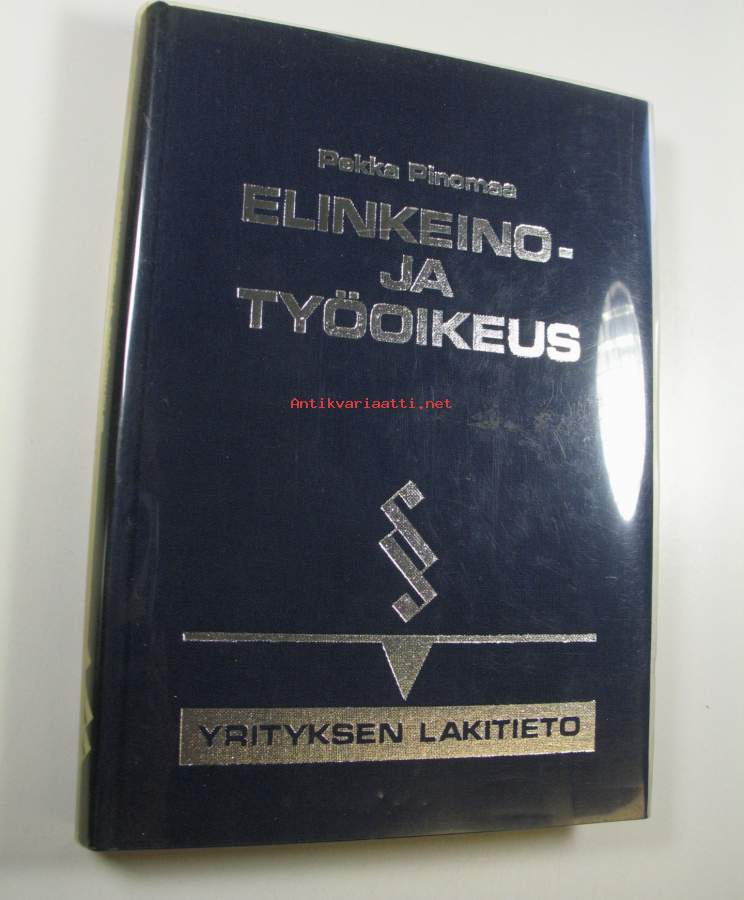 Pekka Pinomaa
ELINKEINO-
JA
TYÖOIKEUS
Antikvariaatti.net
YRITYKSEN LAKITIETO